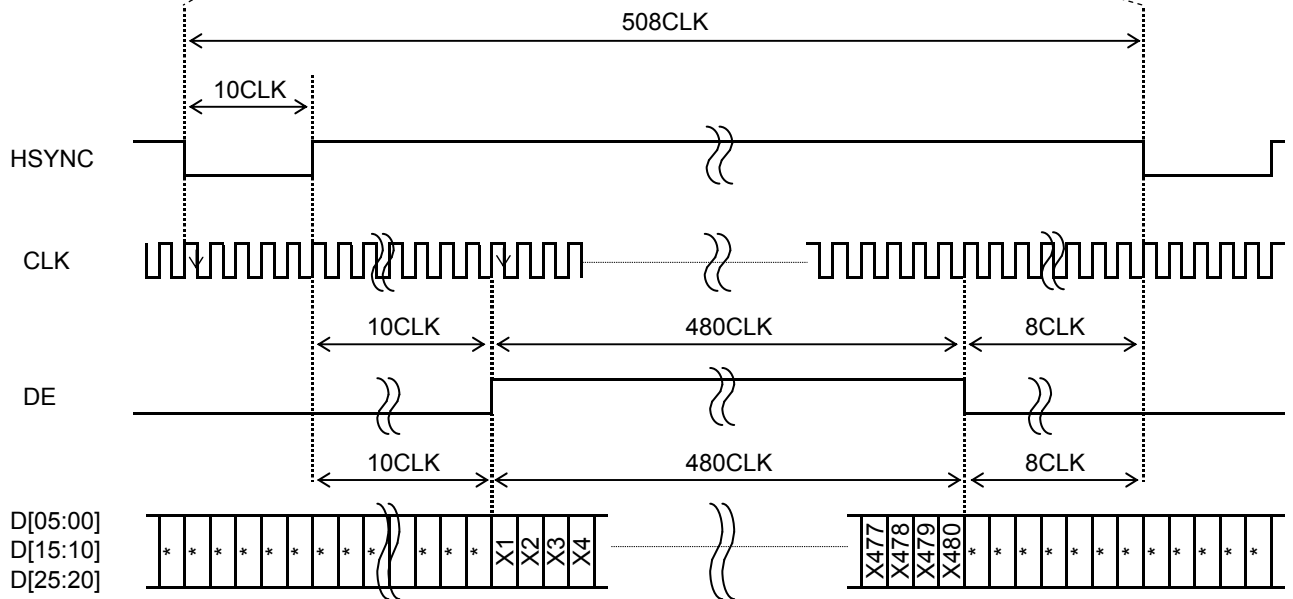 508CLK
10CLK
HSYNC
CLK
10CLK 480CLK 8CLK
DE
10CLK 480CLK 8CLK
D[05:00]
D[15:10]
D[25:20]
* * * * * * * * * * * * X1 X2 X3 X4 X477 X478 X479 X480 * * * * * * * * * * * *